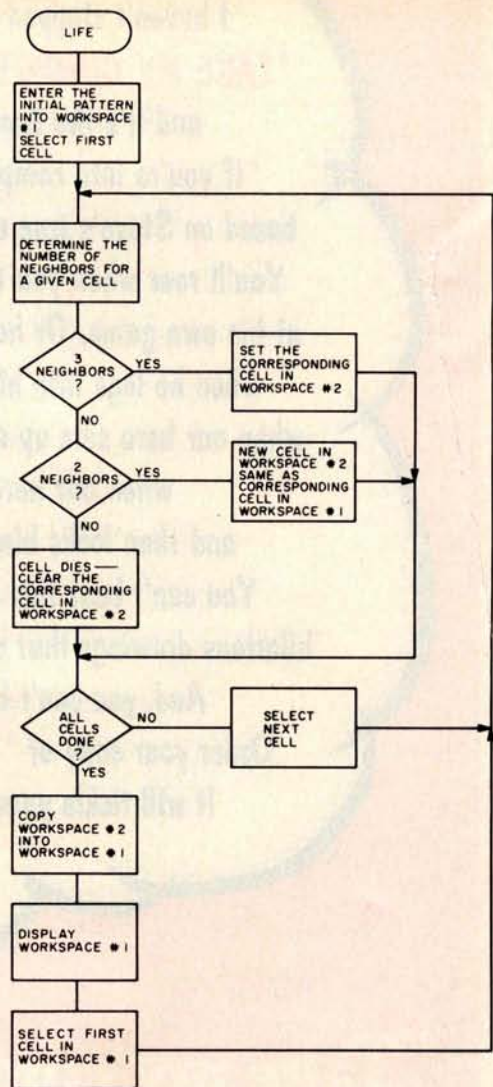 LIFE
ENTER THE
INITIAL PATTERN
INTO WORKSPACE
#1
SELECT FIRST
CELL
DETERMINE THE
NUMBER OF
NEIGHBORS FOR
A GIVEN CELL
3
NEIGHBORS
?
YES
SET THE
CORRESPONDING
CELL IN
WORKSPACE #2
NO
2
NEIGHBORS
?
YES
NEW CELL IN
WORKSPACE #2
SAME AS
CORRESPONDING
CELL IN
WORKSPACE #1
NO
CELL DIES—
CLEAR THE
CORRESPONDING
CELL IN
WORKSPACE #2
ALL
CELLS
DONE
?
NO
SELECT
NEXT
CELL
YES
COPY
WORKSPACE #2
INTO
WORKSPACE #1
DISPLAY
WORKSPACE #1
SELECT FIRST
CELL IN
WORKSPACE #1